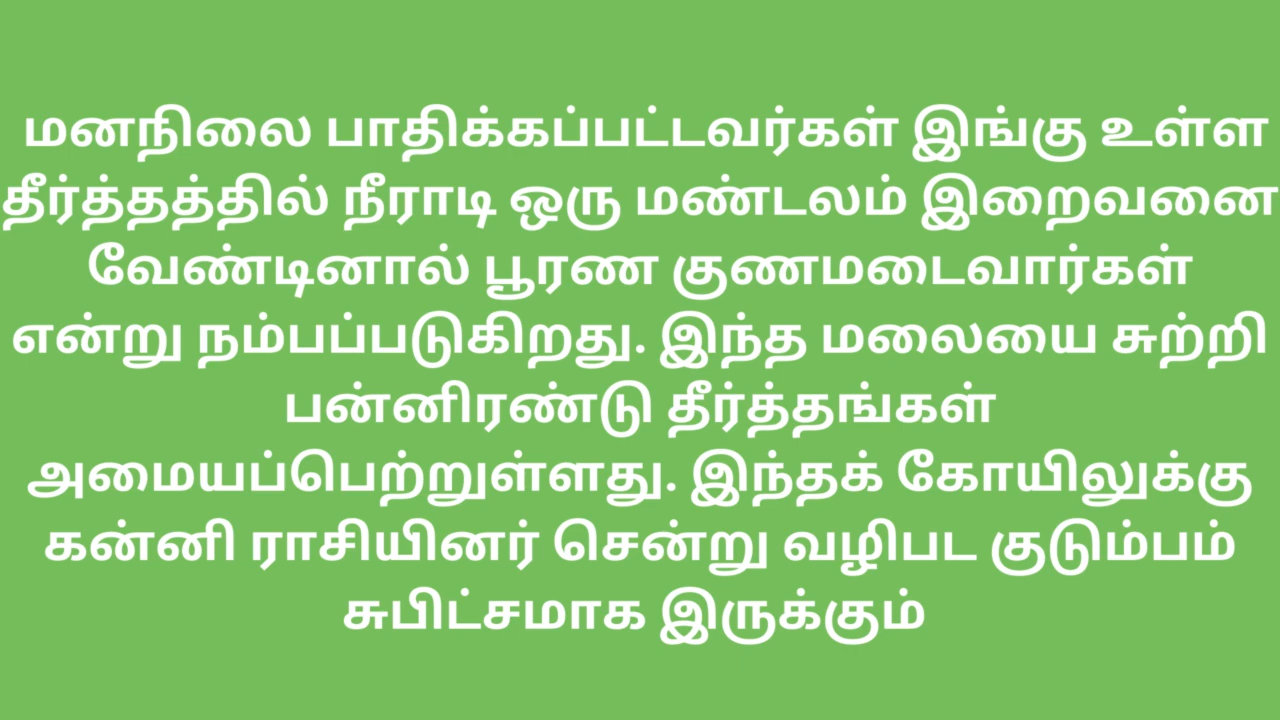 மனநிலை பாதிக்கப்பட்டவர்கள் இங்கு உள்ள
தீர்த்தத்தில் நீராடி ஒரு மண்டலம் இறைவனை
வேண்டினால் பூரண குணமடைவார்கள்
என்று நம்பப்படுகிறது. இந்த மலையை சுற்றி
பன்னிரண்டு தீர்த்தங்கள்
அமையப்பெற்றுள்ளது. இந்தக் கோயிலுக்கு
கன்னி ராசியினர் சென்று வழிபட குடும்பம்
சுபிட்சமாக இருக்கும்